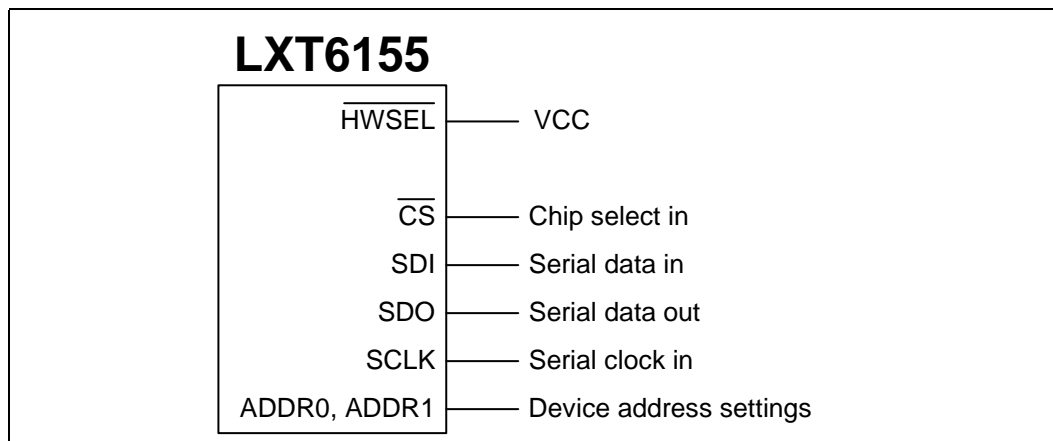 LXT6155
HWSEL VCC
CS Chip select in
SDI Serial data in
SDO Serial data out
SCLK Serial clock in
ADDR0, ADDR1 Device address settings